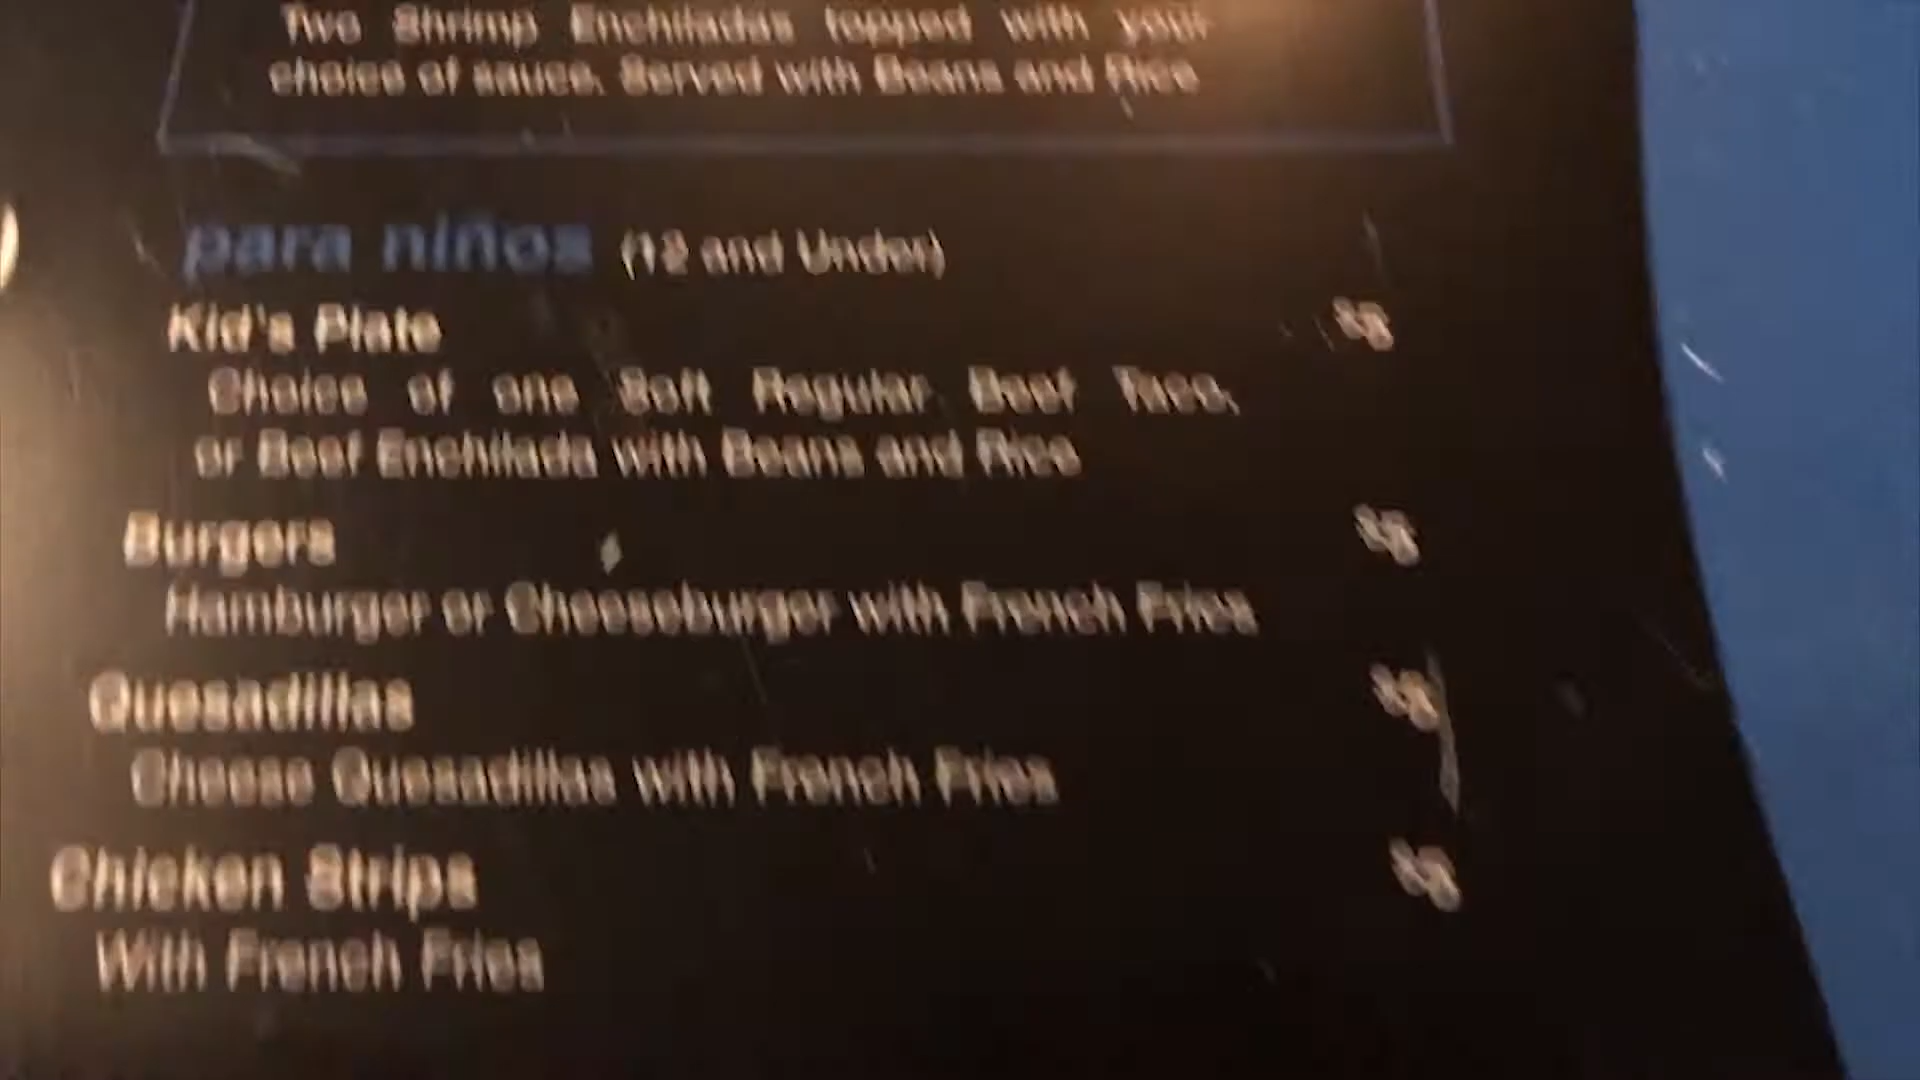 Two Shrimp Enchiladas topped with your
choice of sauce. Served with Beans and Rice
para niños (12 and Under)
Kid's Plate
Choice of one Soft Regular Beef Taco,
or Beef Enchilada with Beans and Rice
Burgers
Hamburger or Cheeseburger with French Fries
Quesadillas
Cheese Quesadillas with French Fries
Chicken Strips
With French Fries